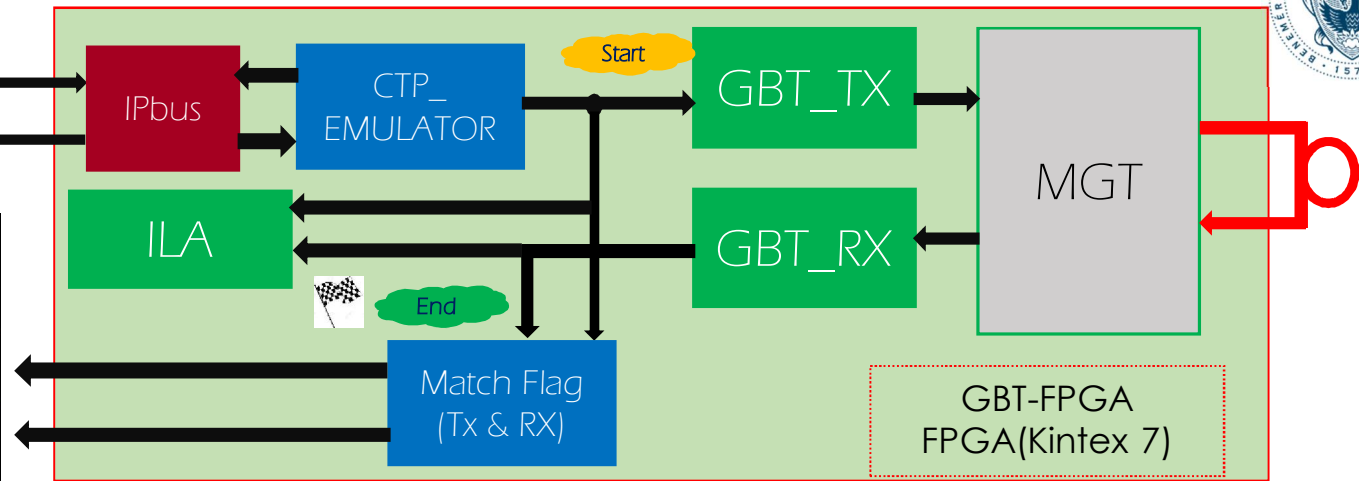 Start
IPbus
CTP_
EMULATOR
GBT_TX
MGT
ILA
GBT_RX
End
Match Flag
(Tx & RX)
GBT-FPGA
FPGA(Kintex 7)